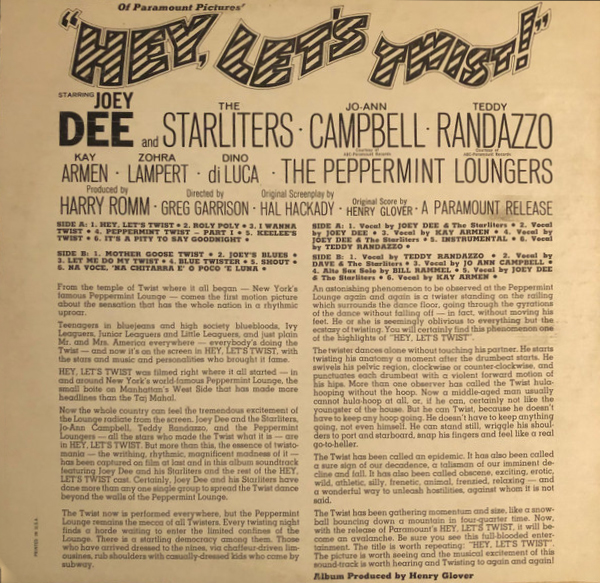 Of Paramount Pictures'
"HEY, LET'S TWIST!"
STARRING JOEY DEE and THE STARLITERS · JO-ANN CAMPBELL · TEDDY RANDAZZO
Courtesy of ABC-Paramount Records
Courtesy of ABC-Paramount Records
KAY ARMEN · ZOHRA LAMPERT · DINO di LUCA · THE PEPPERMINT LOUNGERS
Produced by HARRY ROMM · Directed by GREG GARRISON · Original Screenplay by HAL HACKADY · Original Score by HENRY GLOVER · A PARAMOUNT RELEASE
SIDE A: 1. HEY, LET'S TWIST • 2. ROLY POLY • 3. I WANNA
TWIST • 4. PEPPERMINT TWIST — PART I • 5. KEELEE'S
TWIST • 6. IT'S A PITY TO SAY GOODNIGHT •
SIDE B: 1. MOTHER GOOSE TWIST • 2. JOEY'S BLUES •
3. LET ME DO MY TWIST • 4. BLUE TWISTER • 5. SHOUT •
6. NA VOCE, 'NA CHITARRA E' O POCO 'E LUNA •
From the temple of Twist where it all began — New York's
famous Peppermint Lounge — comes the first motion picture
about the sensation that has the whole nation in a rhythmic
uproar.
Teenagers in bluejeans and high society bluebloods, Ivy
Leaguers, Junior Leaguers and Little Leaguers, and just plain
Mr. and Mrs. America everywhere — everybody's doing the
Twist — and now it's on the screen in HEY, LET'S TWIST, with
the stars and music and personalities who brought it fame.
HEY, LET'S TWIST was filmed right where it all started — in
and around New York's world-famous Peppermint Lounge, the
small boite on Manhattan's West Side that has made more
headlines than the Taj Mahal.
Now the whole country can feel the tremendous excitement of
the Lounge radiate from the screen. Joey Dee and the Starliters,
Jo-Ann Campbell, Teddy Randazzo, and the Peppermint
Loungers — all the stars who made the Twist what it is — are
in HEY, LET'S TWIST. But more than this, the essence of twisto-
mania — the writhing, rhythmic, magnificent madness of it —
has been captured on film at last and in this album soundtrack
featuring Joey Dee and his Starliters and the rest of the HEY,
LET'S TWIST cast. Certainly, Joey Dee and his Starliters have
done more than any one single group to spread the Twist dance
beyond the walls of the Peppermint Lounge.
The Twist now is performed everywhere, but the Peppermint
Lounge remains the mecca of all Twisters. Every twisting night
finds a horde waiting to enter the limited confines of the
Lounge. There is a startling democracy among them. Those
who have arrived dressed to the nines, via chaffeur-driven lim-
ousines, rub shoulders with casually-dressed kids who came by
subway.
PRINTED IN U.S.A.
SIDE A: 1. Vocal by JOEY DEE & The Starliters • 2. Vocal
by JOEY DEE • 3. Vocal by KAY ARMEN • 4. Vocal by
JOEY DEE & The Starliters • 5. INSTRUMENTAL • 6. Vocal
by TEDDY RANDAZZO
SIDE B: 1. Vocal by TEDDY RANDAZZO • 2. Vocal by
DAVE & The Starliters • 3. Vocal by JO ANN CAMPBELL •
4. Alto Sax Solo by BILL RAMMEL • 5. Vocal by JOEY DEE
& The Starliters • 6. Vocal by KAY ARMEN •
An astonishing phenomenon to be observed at the Peppermint
Lounge again and again is a twister standing on the railing
which surrounds the dance floor, going through the gyrations
of the dance without falling off — in fact, without moving his
feet. He or she is seemingly oblivious to everything but the
ecstasy of twisting. You will certainly find this phenomenon one
of the highlights of "HEY, LET'S TWIST".
The twister dances alone without touching his partner. He starts
twisting his anatomy a moment after the drumbeat starts. He
swivels his pelvic region, clockwise or counter-clockwise, and
punctuates each drumbeat with a violent forward motion of
his hips. More than one observer has called the Twist hula-
hooping without the hoop. Now a middle-aged man usually
cannot hula-hoop at all, or, if he can, certainly not like the
youngster of the house. But he can Twist, because he doesn't
have to keep any hoop going. He doesn't have to keep anything
going, not even himself. He can stand still, wriggle his shoul-
ders to port and starboard, snap his fingers and feel like a real
go-to-heller.
The Twist has been called an epidemic. It has also been called
a sure sign of our decadence, a talisman of our imminent de-
cline and fall. It has also been called obscene, exciting, erotic,
wild, athletic, silly, frenetic, animal, frenzied, relaxing — and
a wonderful way to unleash hostilities, against whom it is not
said.
The Twist has been gathering momentum and size, like a snow-
ball bouncing down a mountain in four-quarter time. Now,
with the release of Paramount's HEY, LET'S TWIST, it will be-
come an avalanche. Be sure you see this full-blooded enter-
tainment. The title is worth repeating: "HEY, LET'S TWIST".
The picture is worth seeing and the musical excitement of this
sound-track is worth hearing and Twisting to again and again!
Album Produced by Henry Glover